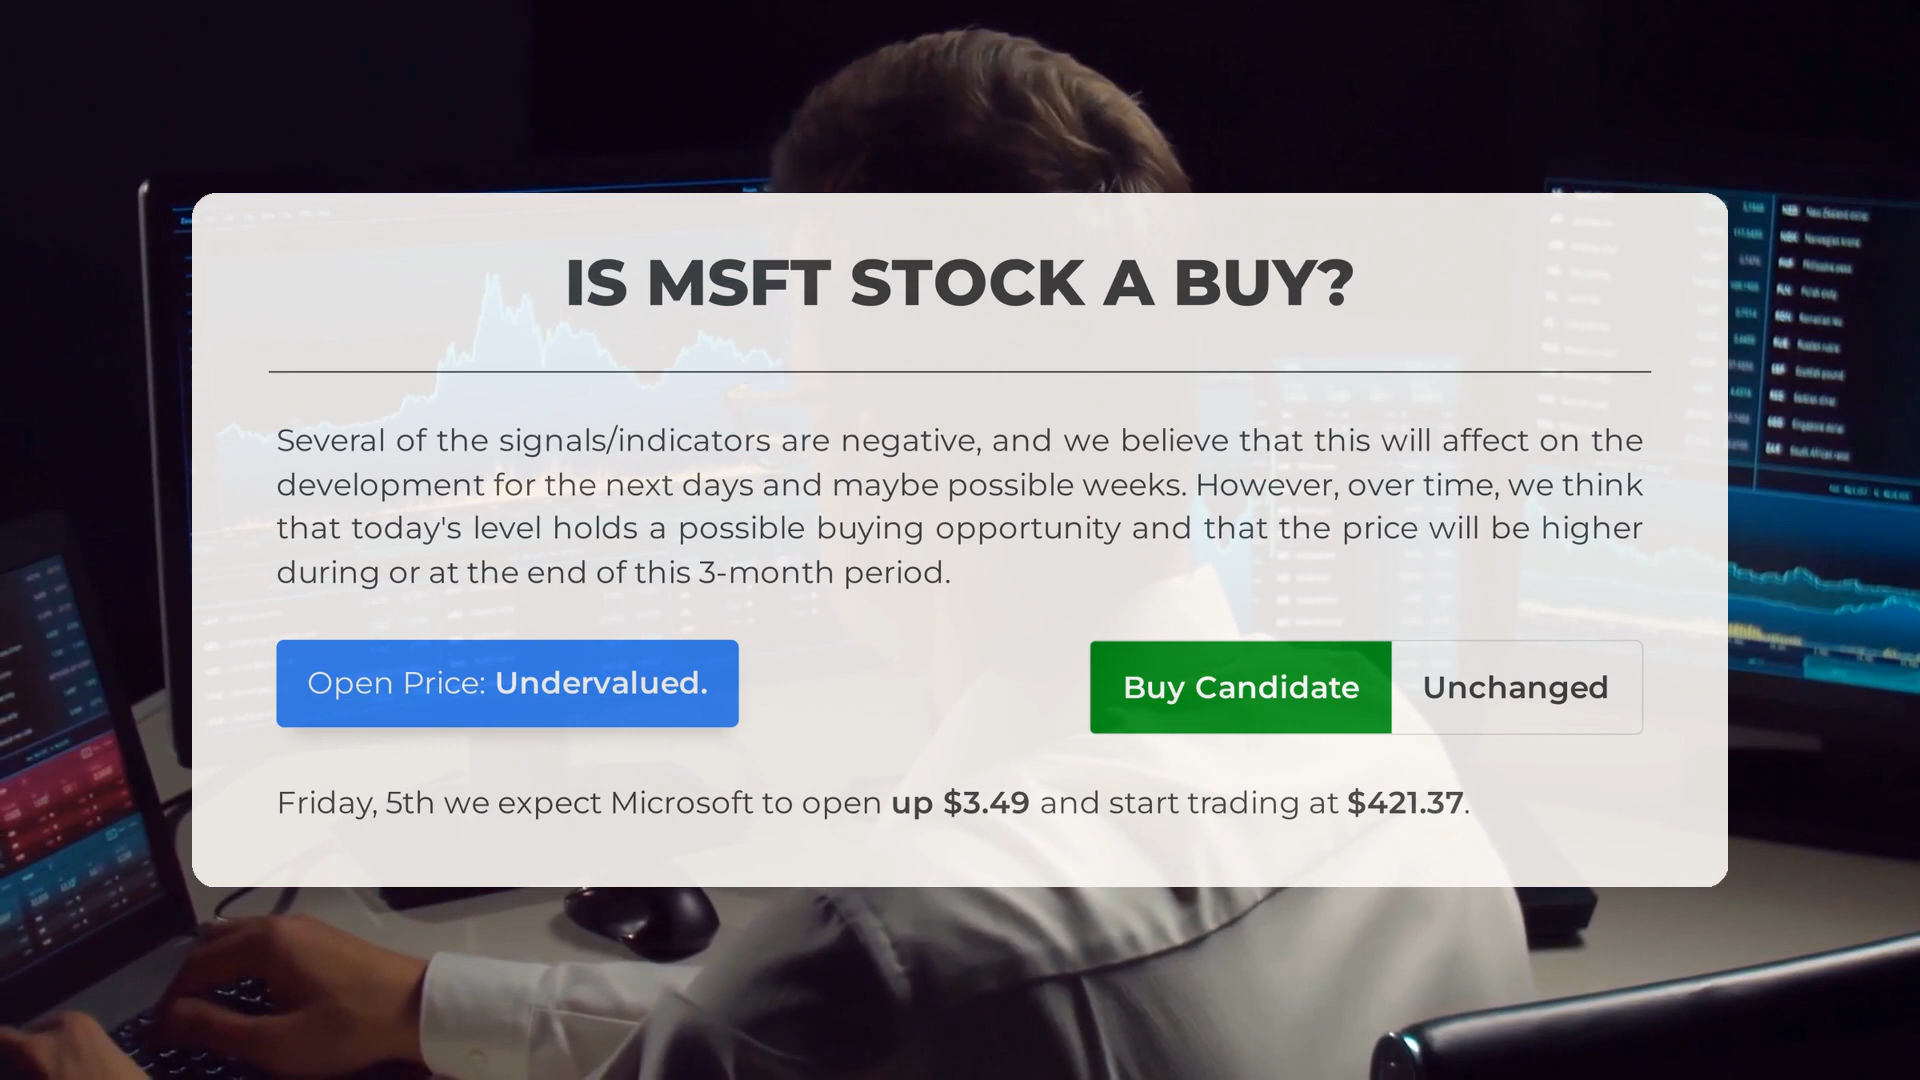 IS MSFT STOCK A BUY?
Several of the signals/indicators are negative, and we believe that this will affect on the
development for the next days and maybe possible weeks. However, over time, we think
that today's level holds a possible buying opportunity and that the price will be higher
during or at the end of this 3-month period.
Open Price: Undervalued.
Buy Candidate Unchanged
Friday, 5th we expect Microsoft to open up $3.49 and start trading at $421.37.